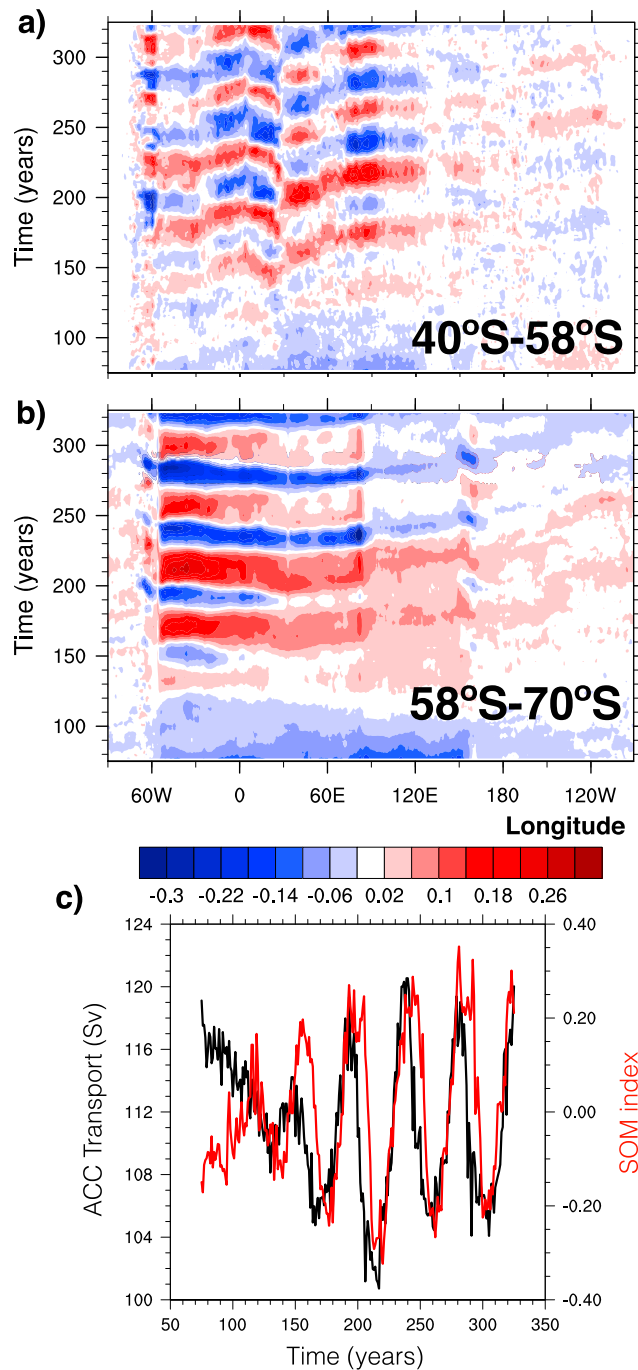 a)
Time (years)
300
250
200
150
100
40°S-58°S
b)
Time (years)
300
250
200
150
100
58°S-70°S
60W 0 60E 120E 180 120W
Longitude
-0.3 -0.22 -0.14 -0.06 0.02 0.1 0.18 0.26
c)
ACC Transport (Sv)
124
120
116
112
108
104
100
0.40
0.20
0.00
-0.20
-0.40
SOM index
50 100 150 200 250 300 350
Time (years)